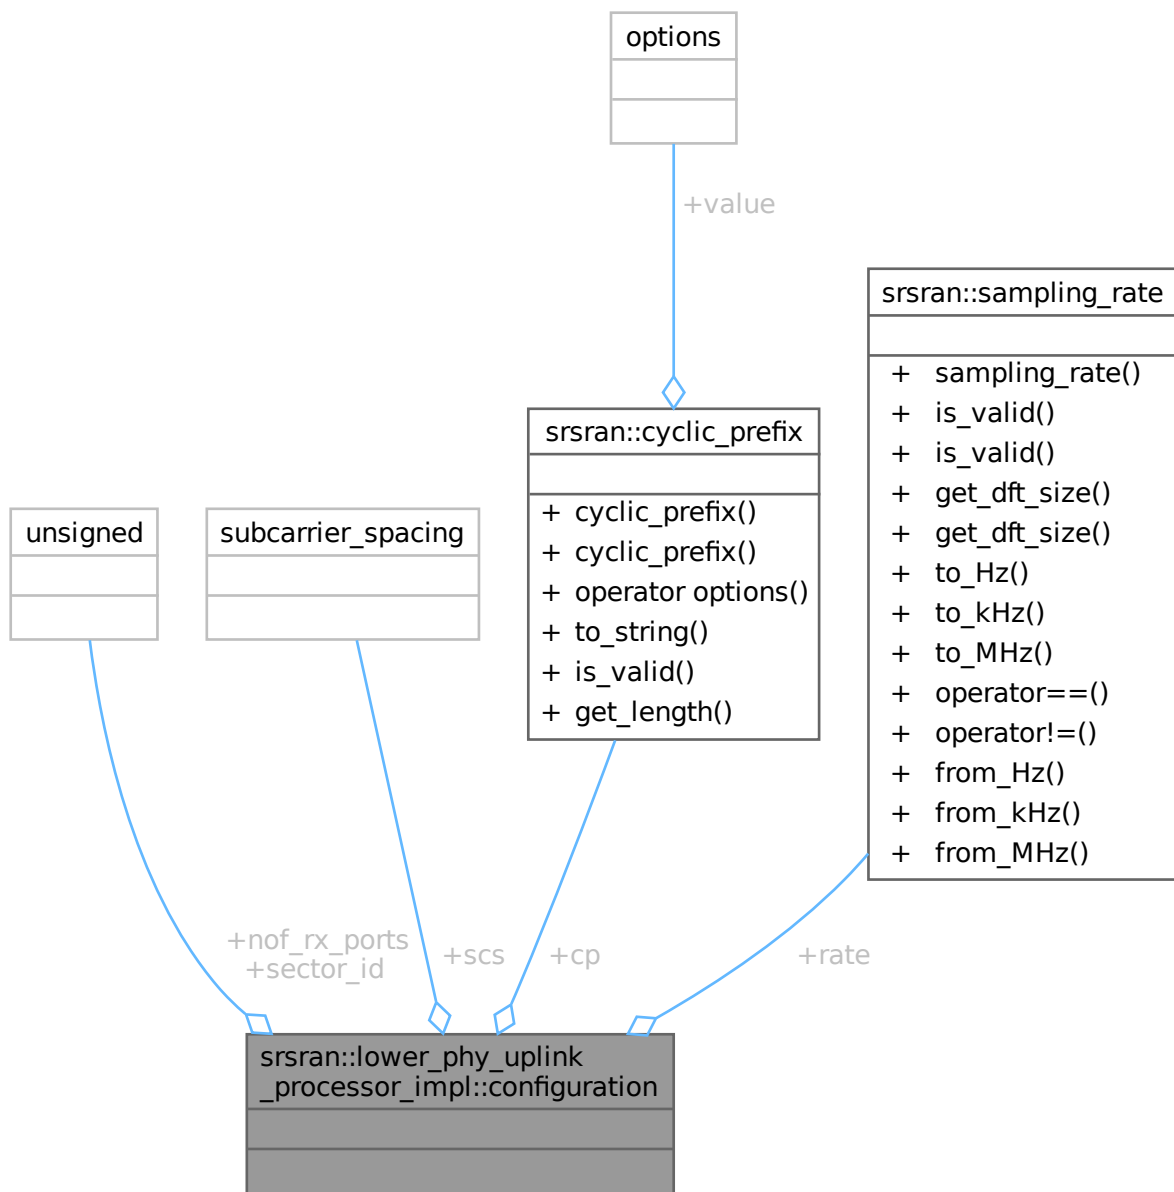 options
+value
srsran::sampling_rate
+ sampling_rate()
+ is_valid()
+ is_valid()
+ get_dft_size()
+ get_dft_size()
+ to_Hz()
+ to_kHz()
+ to_MHz()
+ operator==()
+ operator!=()
+ from_Hz()
+ from_kHz()
+ from_MHz()
srsran::cyclic_prefix
+ cyclic_prefix()
+ cyclic_prefix()
+ operator options()
+ to_string()
+ is_valid()
+ get_length()
unsigned
subcarrier_spacing
+nof_rx_ports
+sector_id
+scs
+cp
+rate
srsran::lower_phy_uplink
_processor_impl::configuration